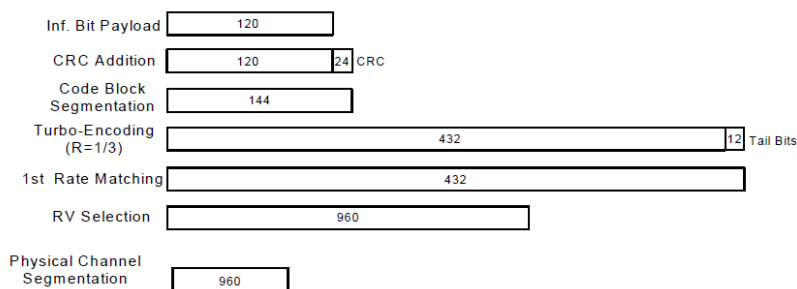 Inf. Bit Payload 120
CRC Addition 120 24 CRC
Code Block
Segmentation 144
Turbo-Encoding
(R=1/3) 432 12 Tail Bits
1st Rate Matching 432
RV Selection 960
Physical Channel
Segmentation 960